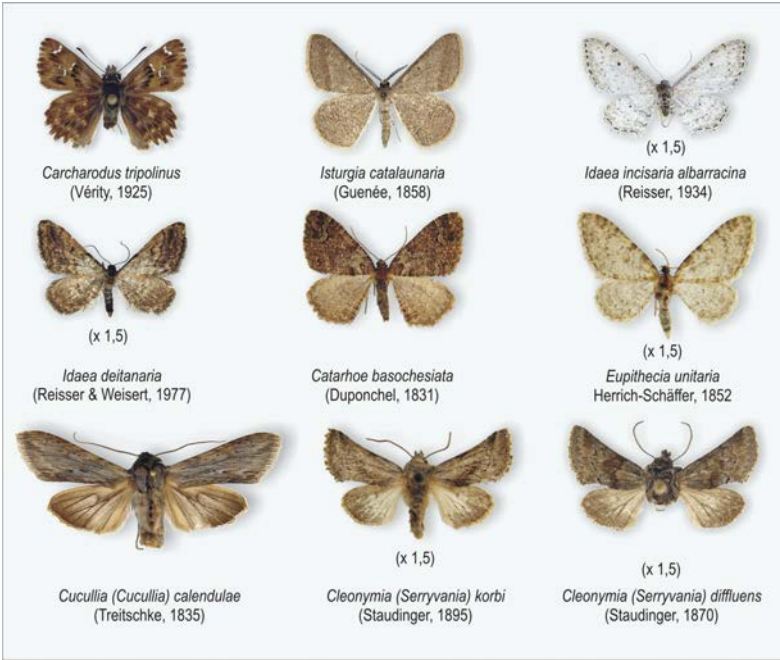 Carcharodus tripolinus
(Vérity, 1925)
Isturgia catalaunaria
(Guenée, 1858)
(x 1,5)
Idaea incisaria albarracina
(Reisser, 1934)
(x 1,5)
Idaea deitanaria
(Reisser & Weisert, 1977)
Catarhoe basochesiata
(Duponchel, 1831)
(x 1,5)
Eupithecia unitaria
Herrich-Schäffer, 1852
Cucullia (Cucullia) calendulae
(Treitschke, 1835)
(x 1,5)
Cleonymia (Serryvania) korbi
(Staudinger, 1895)
(x 1,5)
Cleonymia (Serryvania) diffluens
(Staudinger, 1870)